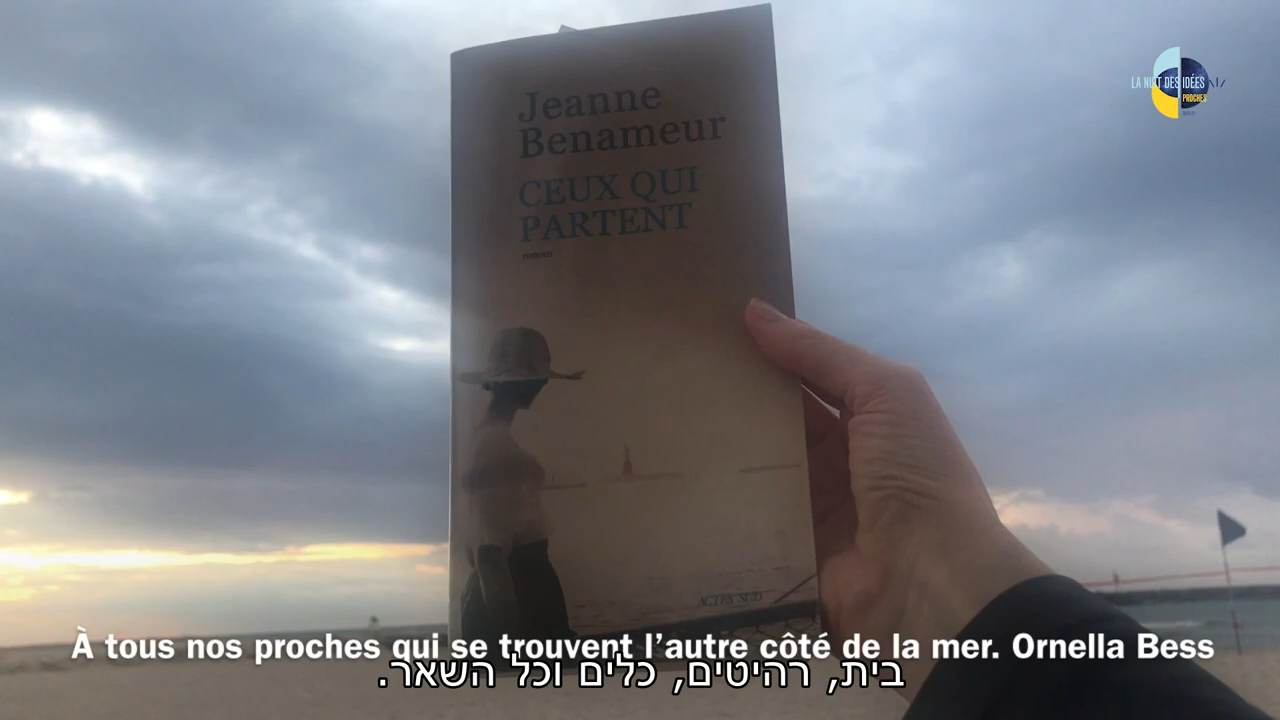 Jeanne
Benameur
CEUX QUI
PARTENT
roman
LA NUIT DES IDÉES
PROCHES
ACTES SUD
À tous nos proches qui se trouvent l’autre côté de la mer. Ornella Bess
בית, רהיטים, כלים וכל השאר.